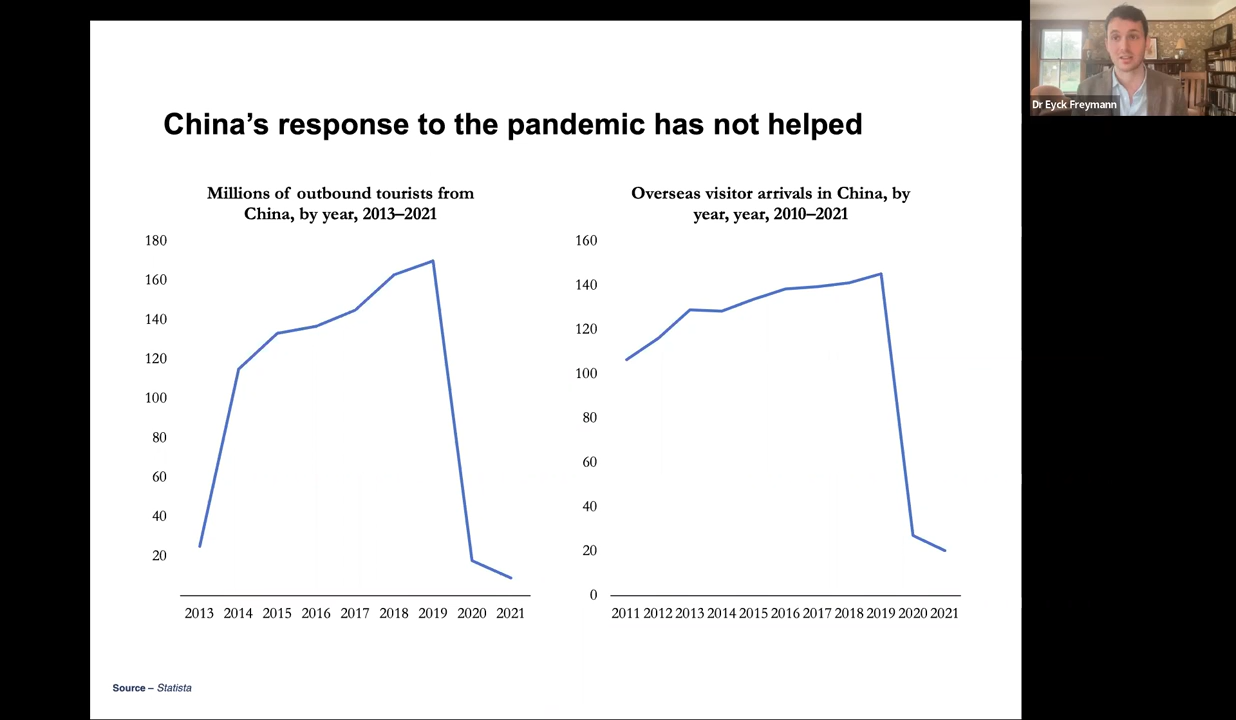 China’s response to the pandemic has not helped
Millions of outbound tourists from
China, by year, 2013–2021
180
160
140
120
100
80
60
40
20
2013 2014 2015 2016 2017 2018 2019 2020 2021
Overseas visitor arrivals in China, by
year, year, 2010–2021
160
140
120
100
80
60
40
20
0
2011 2012 2013 2014 2015 2016 2017 2018 2019 2020 2021
Source – Statista
Dr Eyck Freymann